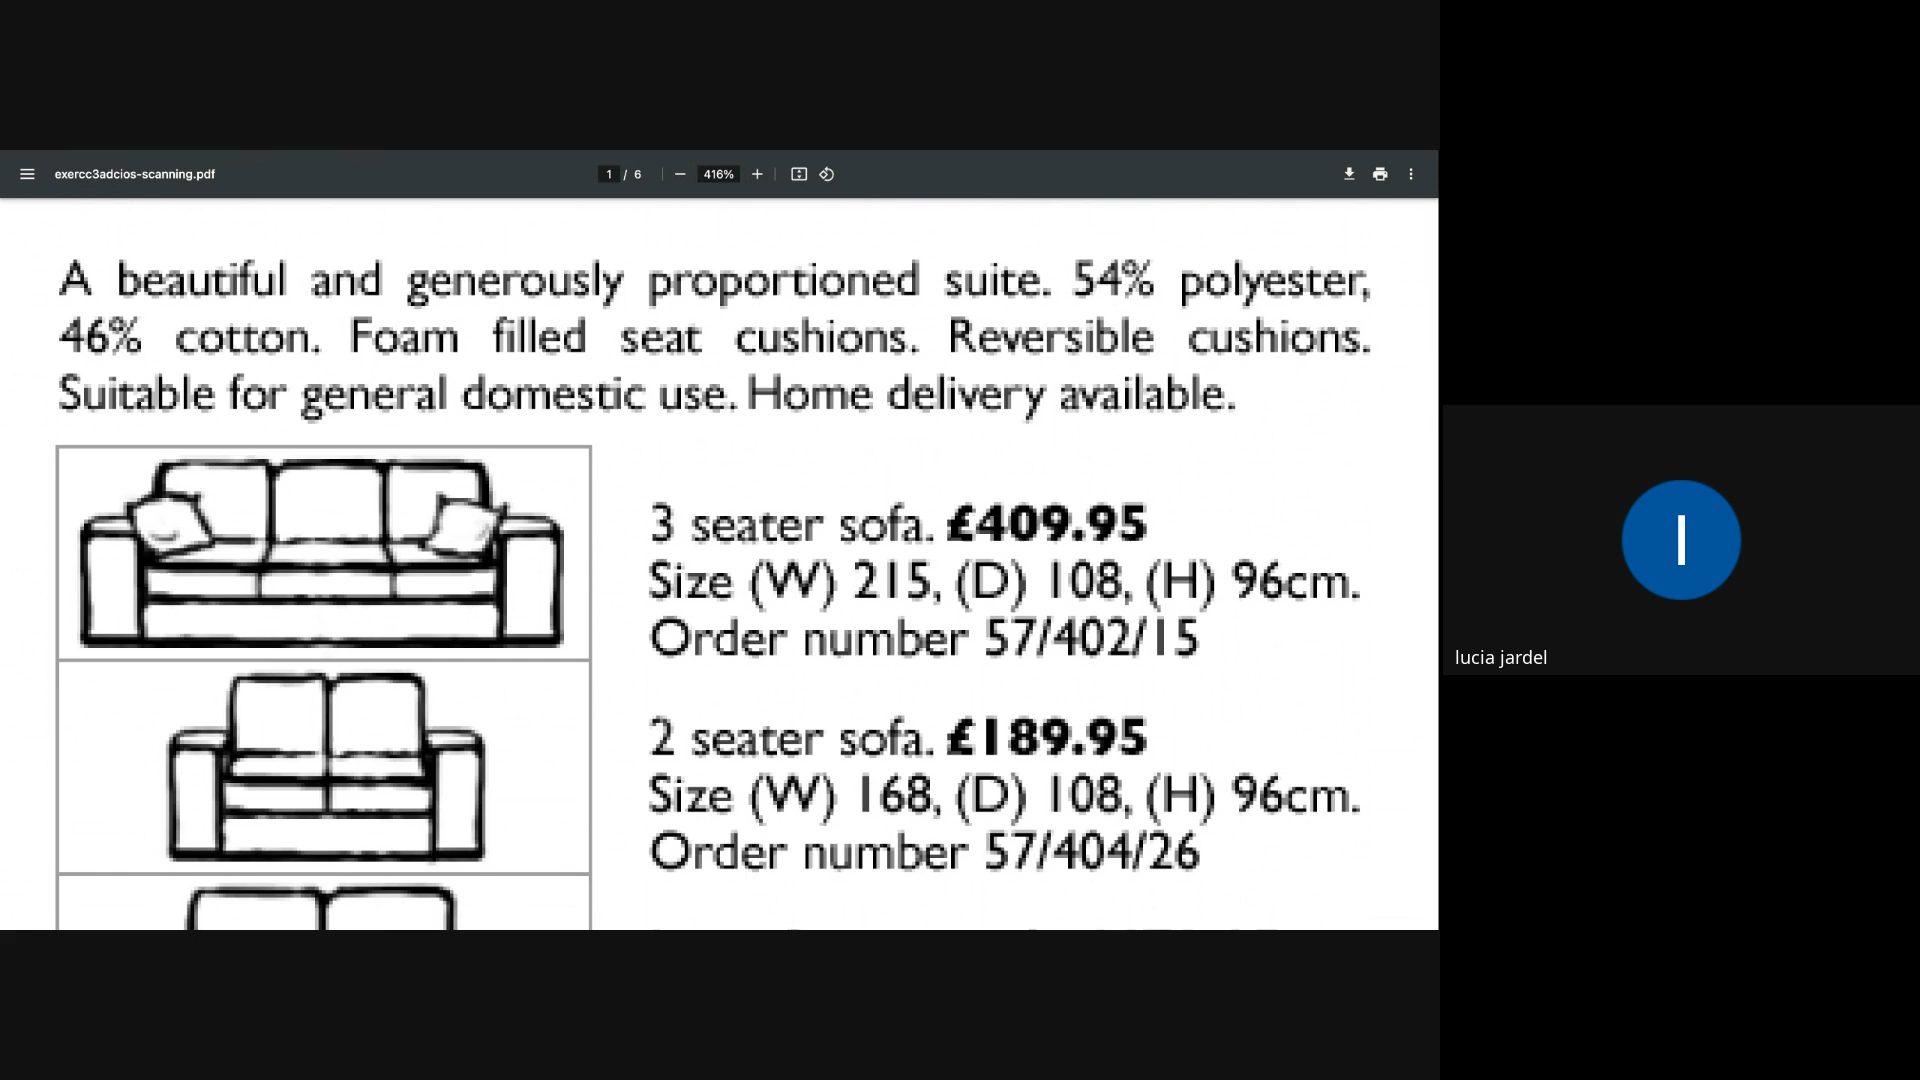 exercc3adcios-scanning.pdf
1 / 6
416%
A beautiful and generously proportioned suite. 54% polyester,
46% cotton. Foam filled seat cushions. Reversible cushions.
Suitable for general domestic use. Home delivery available.
3 seater sofa. £409.95
Size (W) 215, (D) 108, (H) 96cm.
Order number 57/402/15
2 seater sofa. £189.95
Size (W) 168, (D) 108, (H) 96cm.
Order number 57/404/26
l
lucia jardel